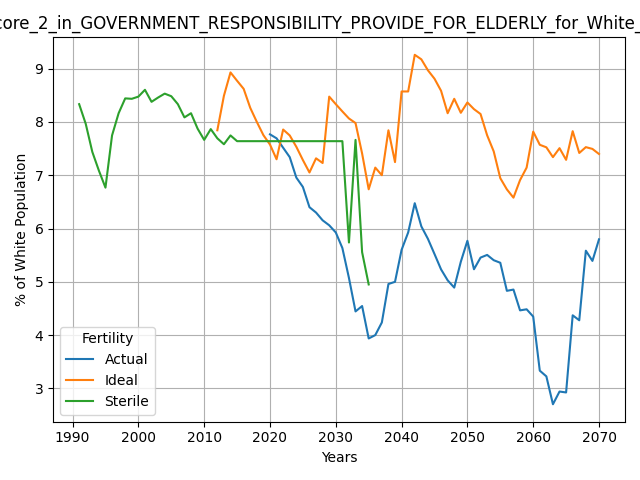 core_2_in_GOVERNMENT_RESPONSIBILITY_PROVIDE_FOR_ELDERLY_for_White_
% of White Population
9
8
7
6
5
4
3
Fertility
Actual
Ideal
Sterile
1990 2000 2010 2020 2030 2040 2050 2060 2070
Years